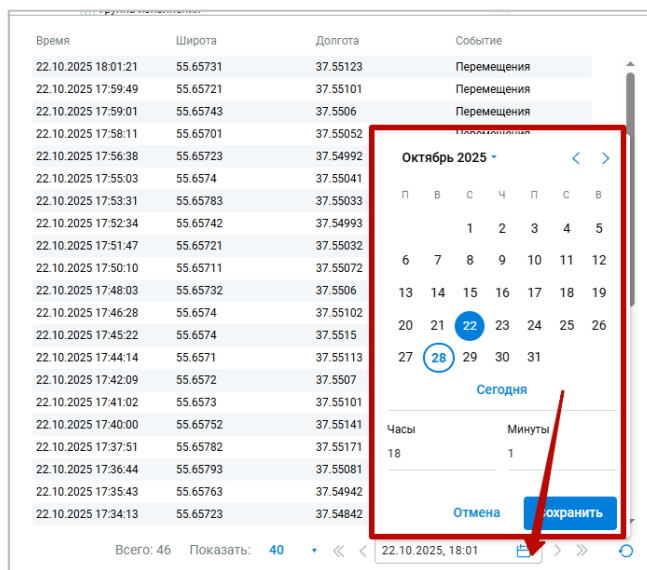 Время Широта Долгота Событие
22.10.2025 18:01:21 55.65731 37.55123 Перемещения
22.10.2025 17:59:49 55.65721 37.55101 Перемещения
22.10.2025 17:59:01 55.65743 37.5506 Перемещения
22.10.2025 17:58:11 55.65701 37.55052 Перемещения
22.10.2025 17:56:38 55.65723 37.54992
22.10.2025 17:55:03 55.6574 37.55041
22.10.2025 17:53:31 55.65783 37.55033
22.10.2025 17:52:34 55.65742 37.54993
22.10.2025 17:51:47 55.65721 37.55032
22.10.2025 17:50:10 55.65711 37.55072
22.10.2025 17:48:03 55.65732 37.5506
22.10.2025 17:46:28 55.6574 37.55102
22.10.2025 17:45:22 55.6574 37.5515
22.10.2025 17:44:14 55.6571 37.55113
22.10.2025 17:42:09 55.6572 37.5507
22.10.2025 17:41:02 55.6573 37.55101
22.10.2025 17:40:00 55.65752 37.55141
22.10.2025 17:37:51 55.65782 37.55171
22.10.2025 17:36:44 55.65793 37.55081
22.10.2025 17:35:43 55.65763 37.54942
22.10.2025 17:34:13 55.65723 37.54842
Октябрь 2025
П В С Ч П С В
1 2 3 4 5
6 7 8 9 10 11 12
13 14 15 16 17 18 19
20 21 22 23 24 25 26
27 28 29 30 31
Сегодня
Часы Минуты
18 1
Отмена Сохранить
Всего: 46 Показать: 40 22.10.2025, 18:01